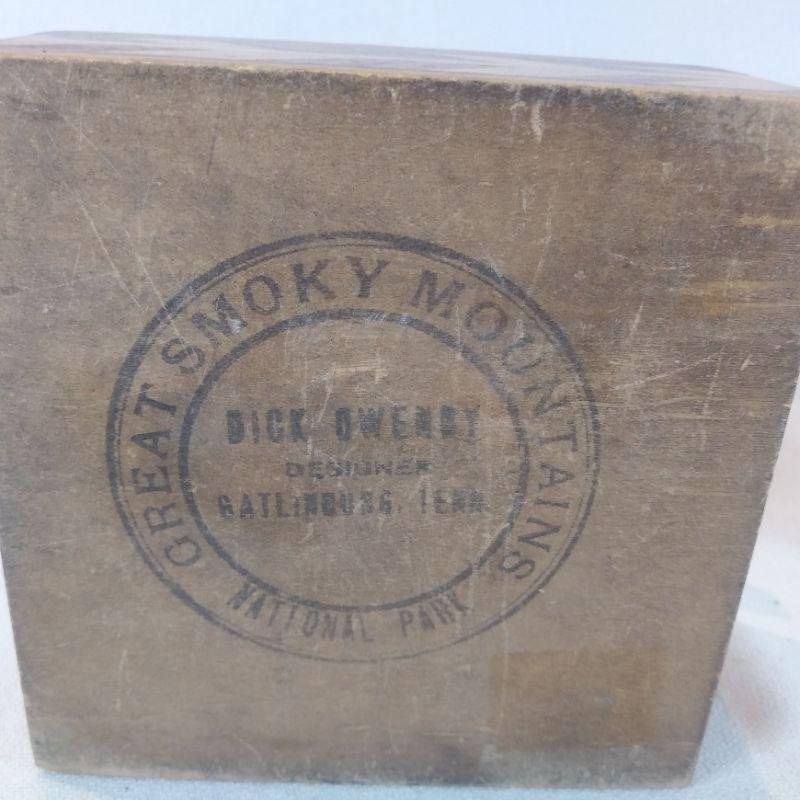 GREAT SMOKY MOUNTAINS
DICK OWENBY
DESIGNER
GATLINBURG, TENN.
NATIONAL PARK